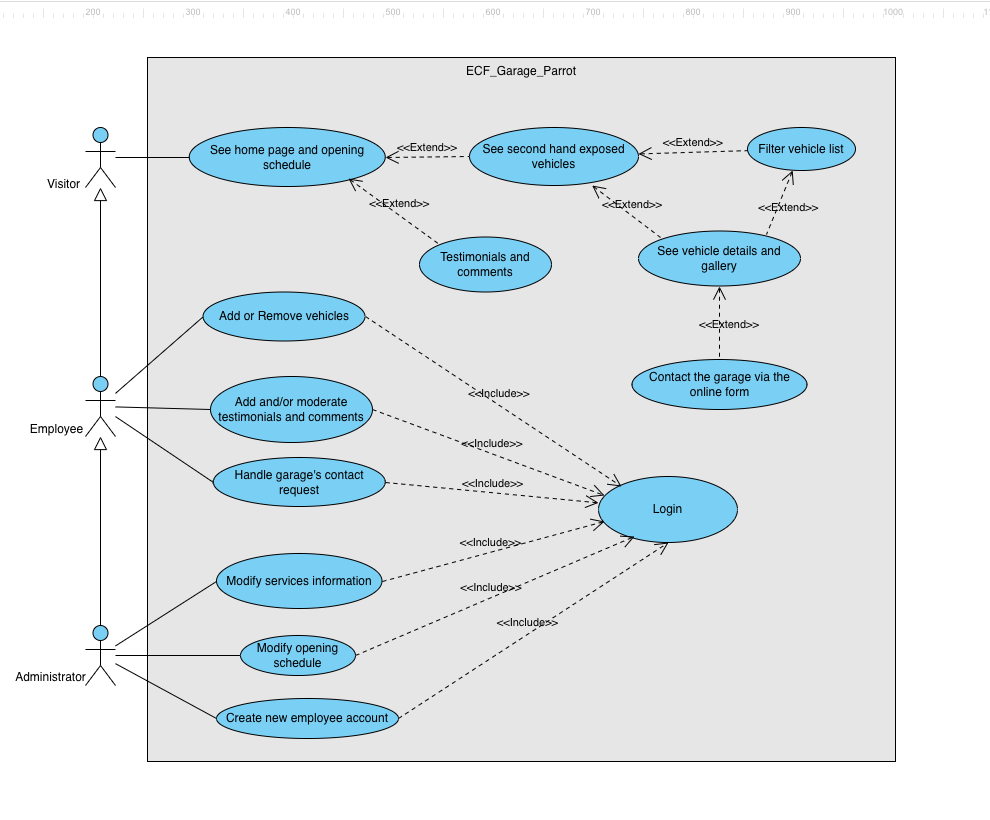 200 300 400 500 600 700 800 900 1000
ECF_Garage_Parrot
See home page and opening
schedule
<<Extend>>
See second hand exposed
vehicles
<<Extend>>
Filter vehicle list
Visitor
<<Extend>>
<<Extend>>
<<Extend>>
Testimonials and
comments
See vehicle details and
gallery
Add or Remove vehicles
<<Extend>>
Contact the garage via the
online form
<<Include>>
Add and/or moderate
testimonials and comments
Employee
<<Include>>
Handle garage's contact
request
<<Include>>
Login
<<Include>>
Modify services information
<<Include>>
<<Include>>
Modify opening
schedule
Administrator
Create new employee account